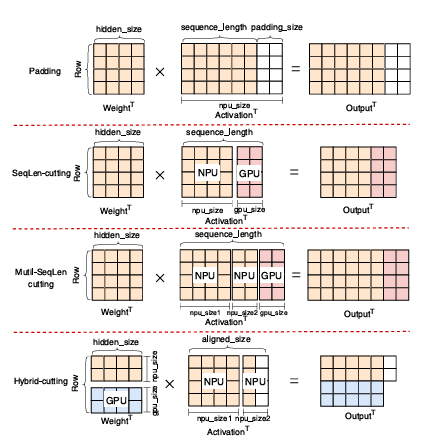 hidden_size
sequence_length padding_size
Padding
Row
×
=
npu_size
Weight^T
Activation^T
Output^T
hidden_size
sequence_length
SeqLen-cutting
Row
×
NPU
GPU
=
npu_size
gpu_size
Weight^T
Activation^T
Output^T
hidden_size
sequence_length
Mutil-SeqLen
cutting
Row
×
NPU
NPU
GPU
=
npu_size1
npu_size2
gpu_size
Weight^T
Activation^T
Output^T
hidden_size
aligned_size
Hybrid-cutting
Row
GPU
npu_size
gpu_size
×
NPU
NPU
=
npu_size1
npu_size2
Weight^T
Activation^T
Output^T